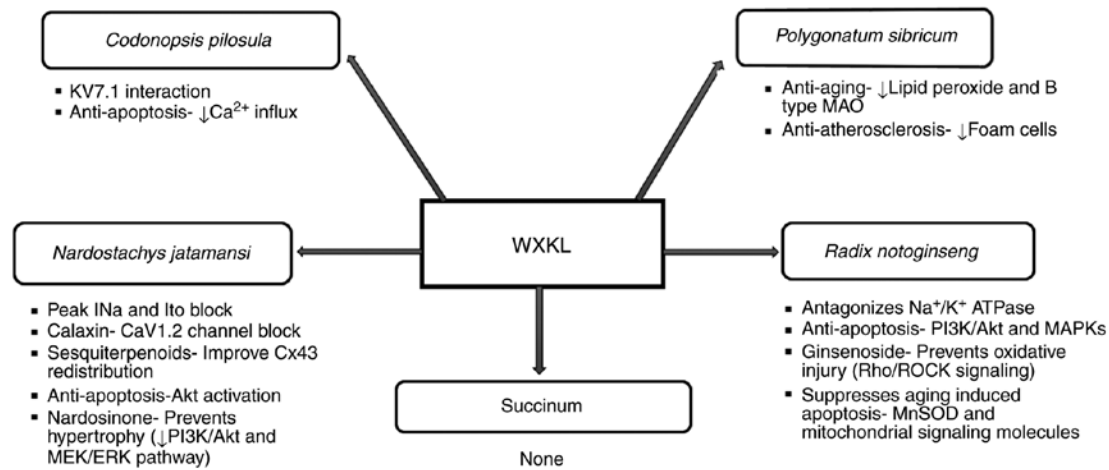 Codonopsis pilosula
▪ KV7.1 interaction
▪ Anti-apoptosis- ↓Ca²⁺ influx
Polygonatum sibricum
▪ Anti-aging- ↓Lipid peroxide and B
type MAO
▪ Anti-atherosclerosis- ↓Foam cells
WXKL
Nardostachys jatamansi
▪ Peak INa and Ito block
▪ Calaxin- CaV1.2 channel block
▪ Sesquiterpenoids- Improve Cx43
redistribution
▪ Anti-apoptosis-Akt activation
▪ Nardosinone- Prevents
hypertrophy (↓PI3K/Akt and
MEK/ERK pathway)
Radix notoginseng
▪ Antagonizes Na⁺/K⁺ ATPase
▪ Anti-apoptosis- PI3K/Akt and MAPKs
▪ Ginsenoside- Prevents oxidative
injury (Rho/ROCK signaling)
▪ Suppresses aging induced
apoptosis- MnSOD and
mitochondrial signaling molecules
Succinum
None